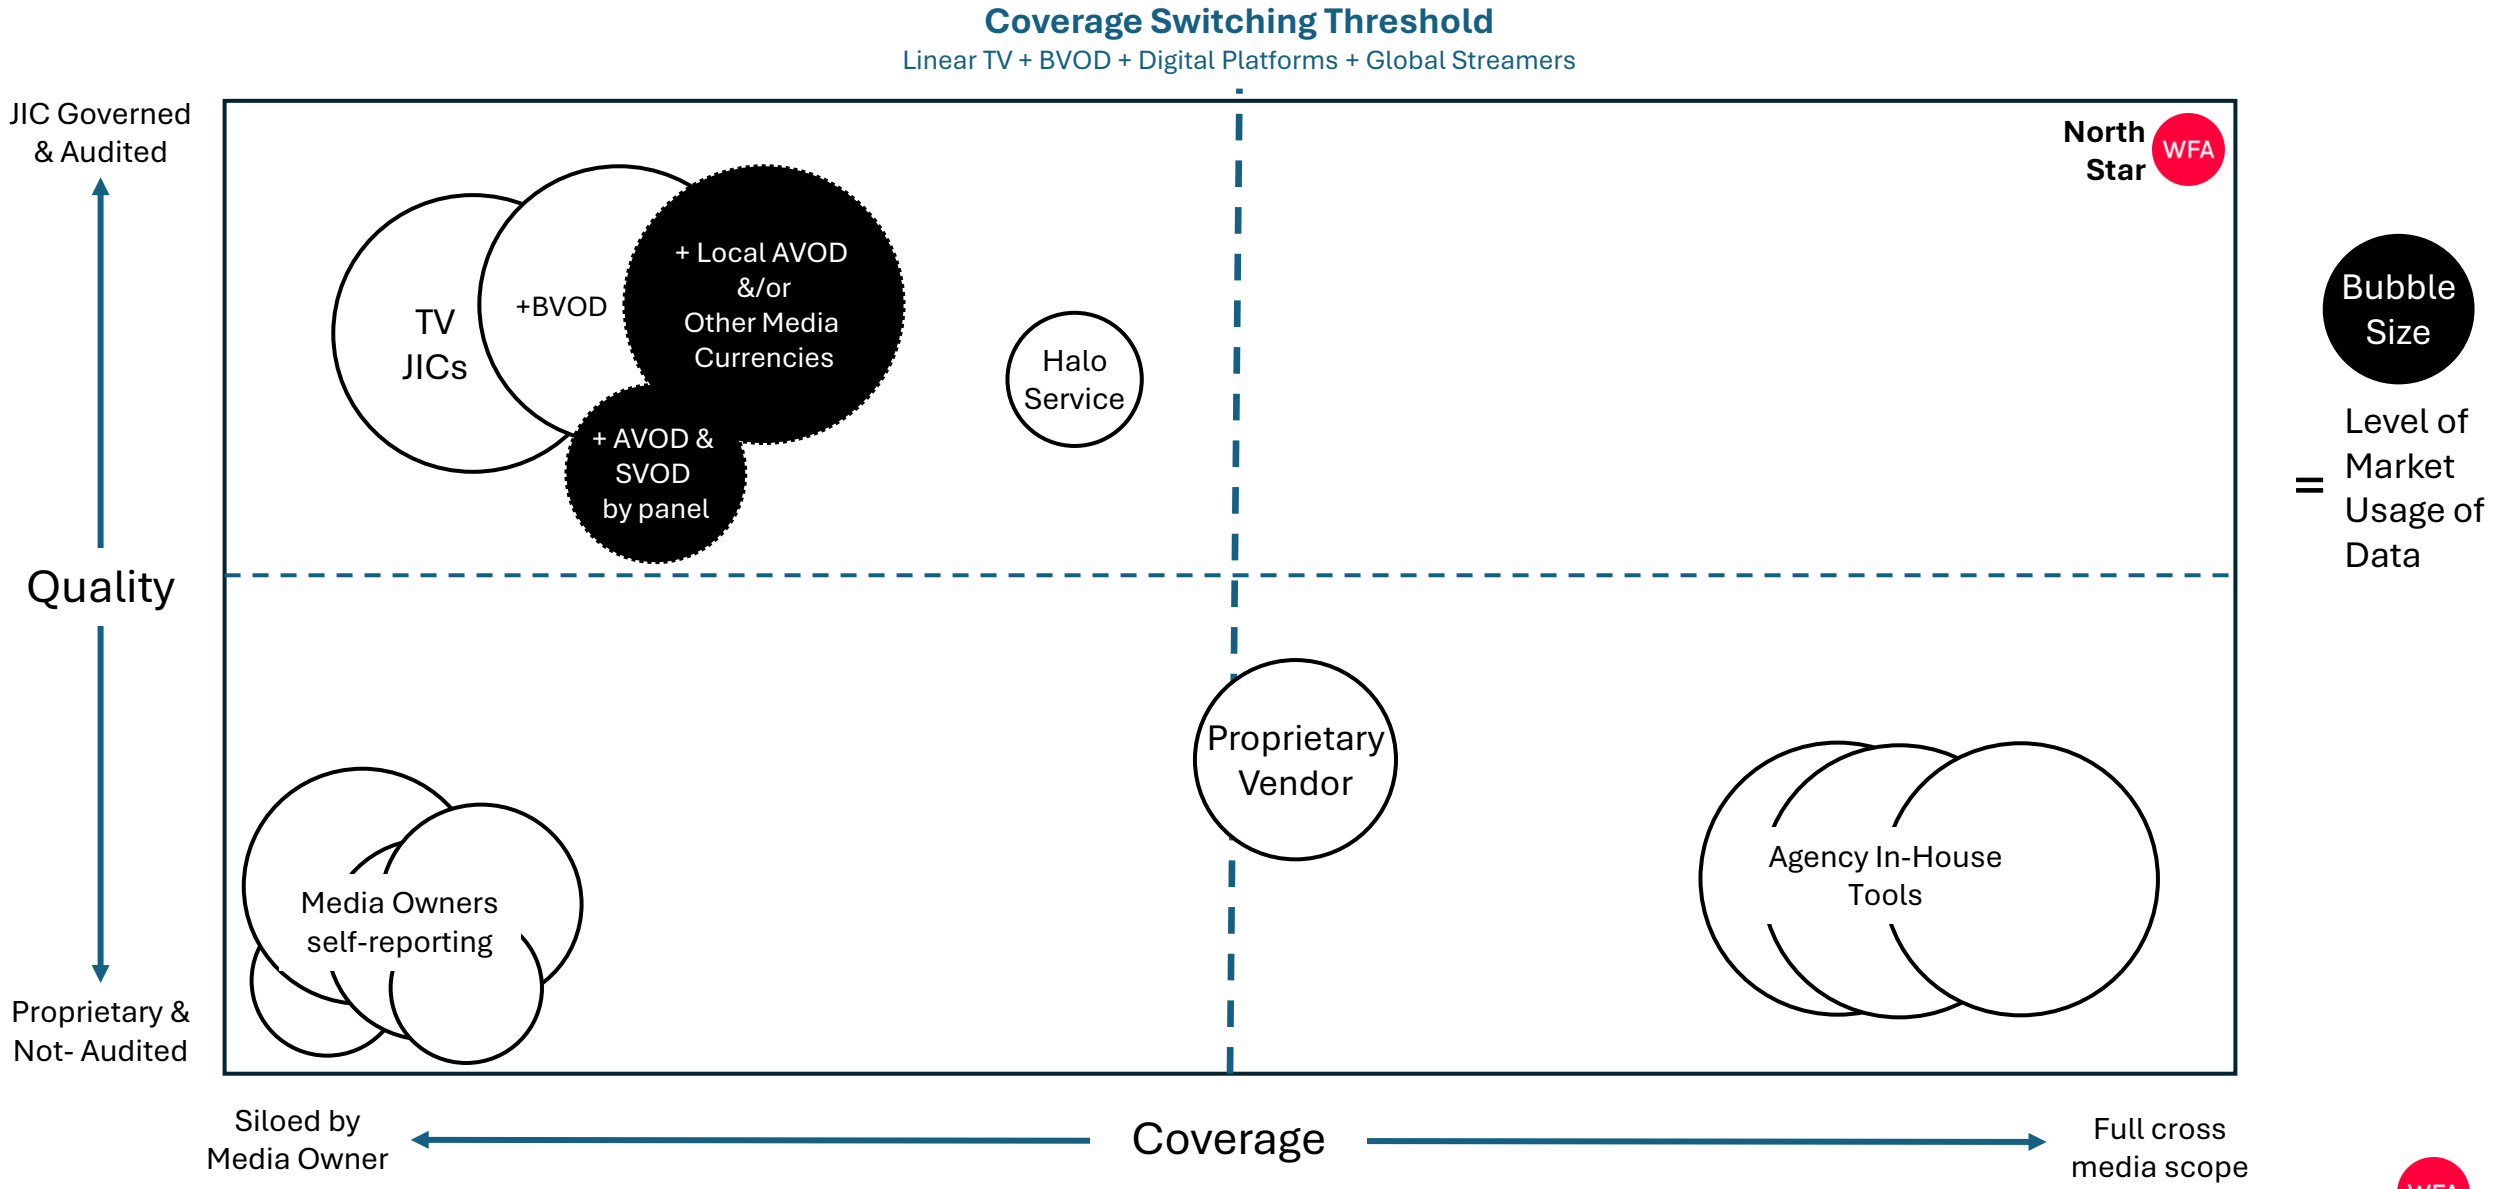 Coverage Switching Threshold
Linear TV + BVOD + Digital Platforms + Global Streamers
JIC Governed
& Audited
North
Star
WFA
+ Local AVOD
&/or
Other Media
Currencies
+BVOD
TV
JICs
Halo
Service
+ AVOD &
SVOD
by panel
Bubble
Size
=
Level of
Market
Usage of
Data
Quality
Proprietary
Vendor
Agency In-House
Tools
Media Owners
self-reporting
Proprietary &
Not- Audited
Siloed by
Media Owner
Coverage
Full cross
media scope
WFA